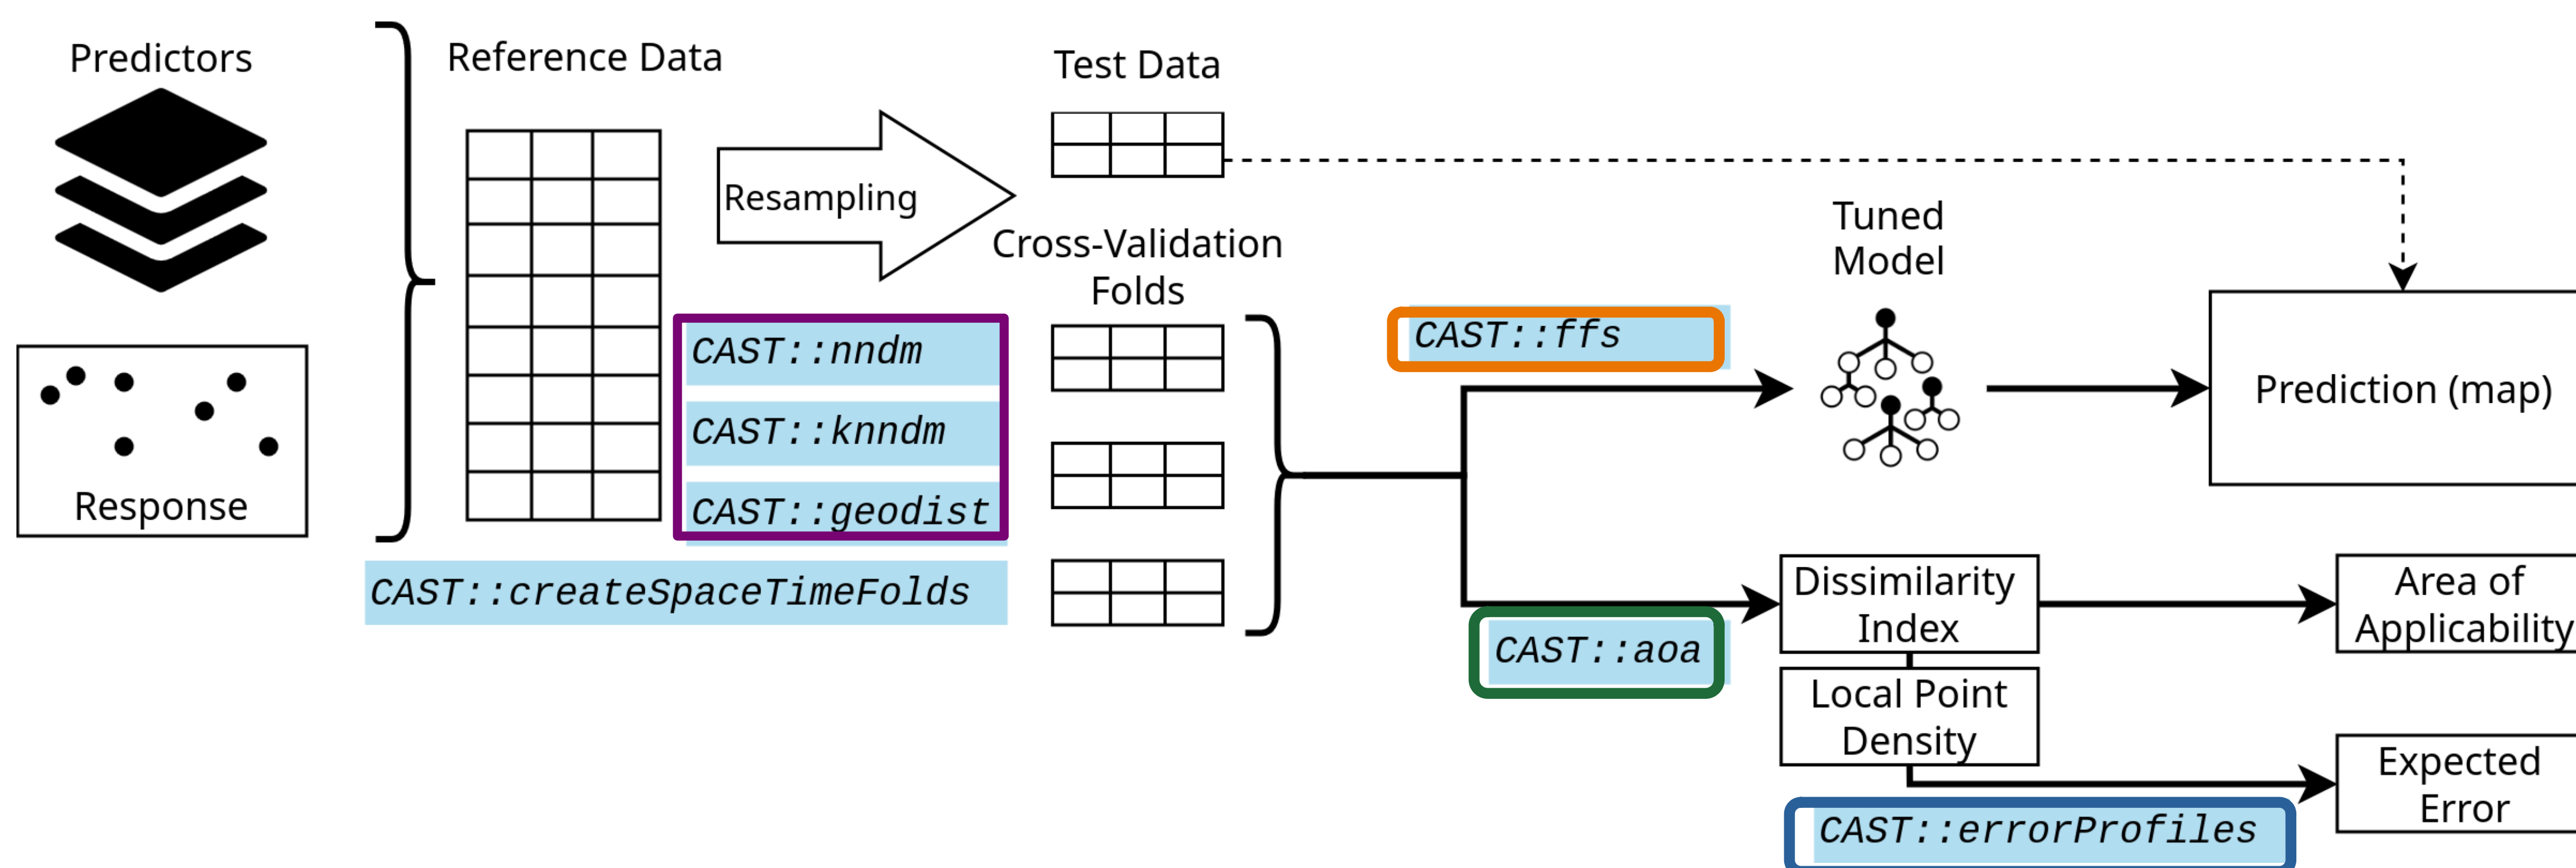 Predictors
Response
Reference Data
Resampling
CAST::nndm
CAST::knndm
CAST::geodist
CAST::createSpaceTimeFolds
Test Data
Cross-Validation
Folds
CAST::ffs
CAST::aoa
Tuned
Model
Prediction (map)
Dissimilarity
Index
Local Point
Density
Area of
Applicability
CAST::errorProfiles
Expected
Error